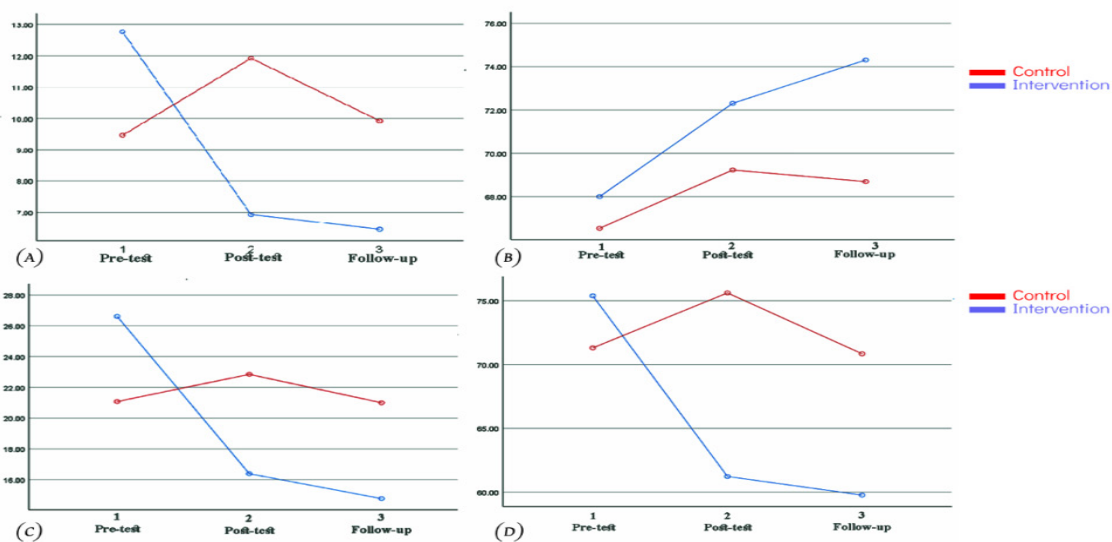 13.00
12.00
11.00
10.00
9.00
8.00
7.00
1 2 3
(A) Pre-test Post-test Follow-up
76.00
74.00
72.00
70.00
68.00
1 2 3
(B) Pre-test Post-test Follow-up
Control
Intervention
28.00
26.00
24.00
22.00
20.00
18.00
16.00
1 2 3
(C) Pre-test Post-test Follow-up
75.00
70.00
65.00
60.00
1 2 3
(D) Pre-test Post-test Follow-up
Control
Intervention